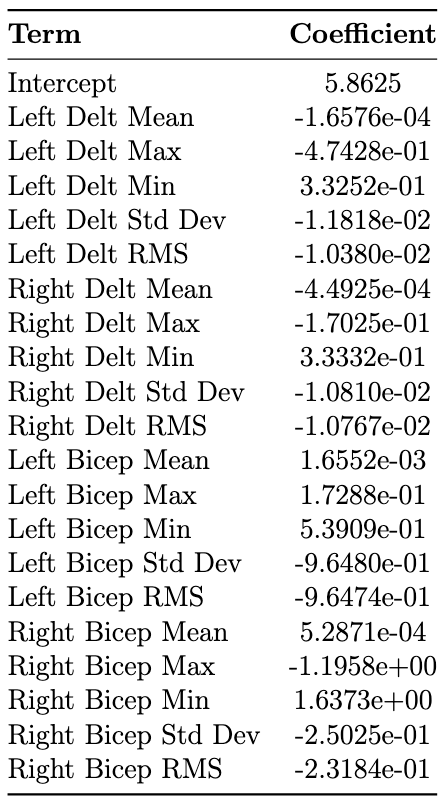 Term Coefficient
Intercept 5.8625
Left Delt Mean -1.6576e-04
Left Delt Max -4.7428e-01
Left Delt Min 3.3252e-01
Left Delt Std Dev -1.1818e-02
Left Delt RMS -1.0380e-02
Right Delt Mean -4.4925e-04
Right Delt Max -1.7025e-01
Right Delt Min 3.3332e-01
Right Delt Std Dev -1.0810e-02
Right Delt RMS -1.0767e-02
Left Bicep Mean 1.6552e-03
Left Bicep Max 1.7288e-01
Left Bicep Min 5.3909e-01
Left Bicep Std Dev -9.6480e-01
Left Bicep RMS -9.6474e-01
Right Bicep Mean 5.2871e-04
Right Bicep Max -1.1958e+00
Right Bicep Min 1.6373e+00
Right Bicep Std Dev -2.5025e-01
Right Bicep RMS -2.3184e-01